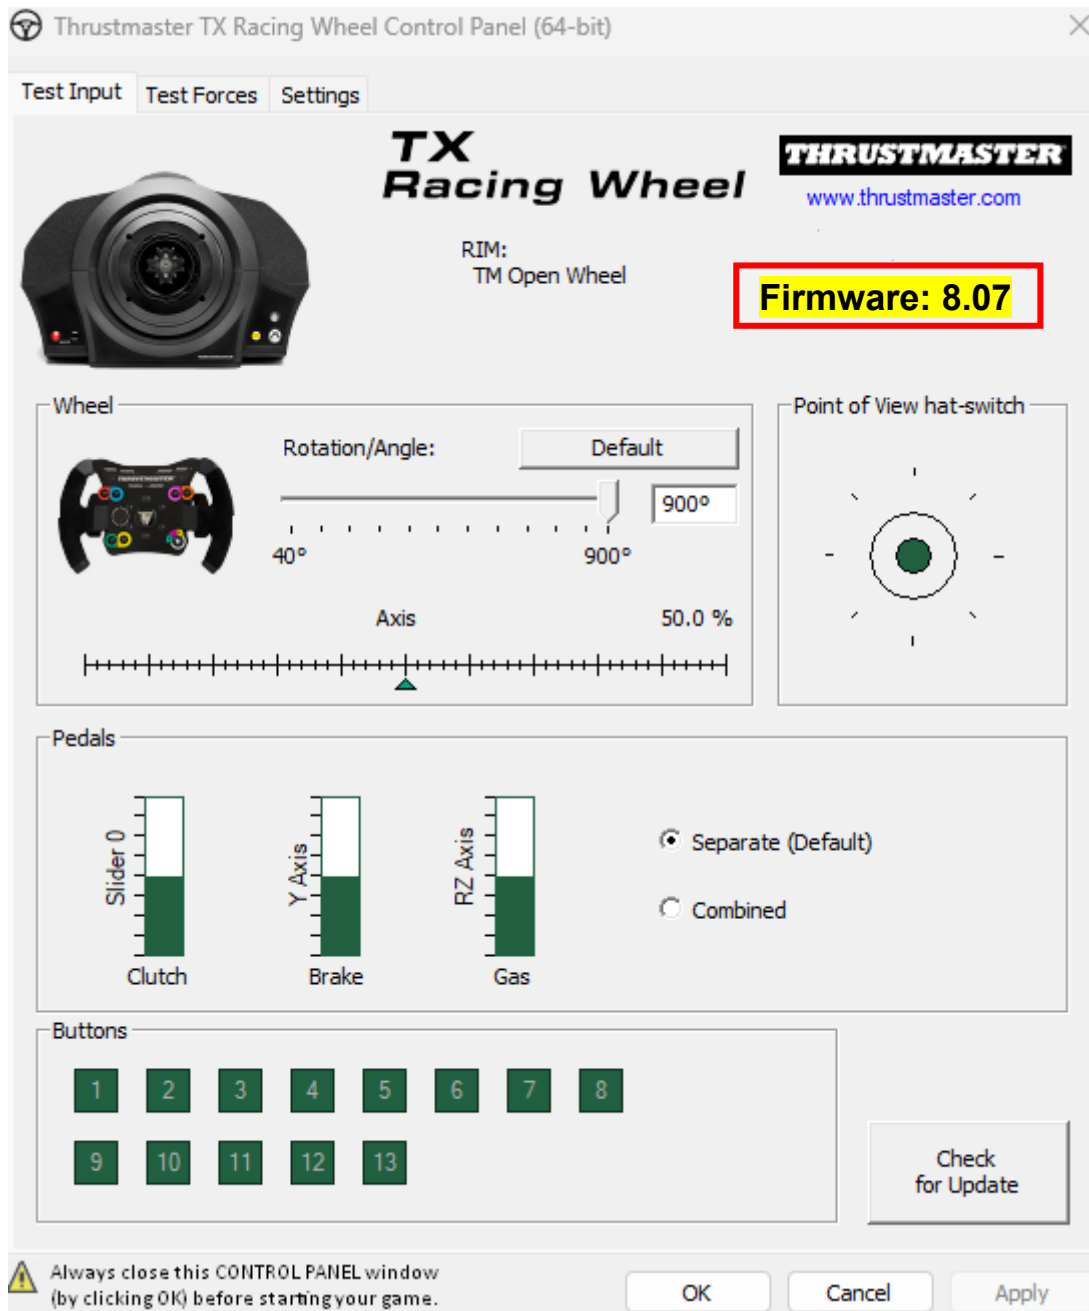 Thrustmaster TX Racing Wheel Control Panel (64-bit)
Test Input Test Forces Settings
TX
Racing Wheel
THRUSTMASTER
www.thrustmaster.com
RIM:
TM Open Wheel
Firmware: 8.07
Wheel
Rotation/Angle:
Default
900°
40°
900°
Axis
50.0 %
Point of View hat-switch
Pedals
Slider 0
Clutch
Y Axis
Brake
RZ Axis
Gas
Separate (Default)
Combined
Buttons
1 2 3 4 5 6 7 8
9 10 11 12 13
Check
for Update
Always close this CONTROL PANEL window
(by clicking OK) before starting your game.
OK Cancel Apply